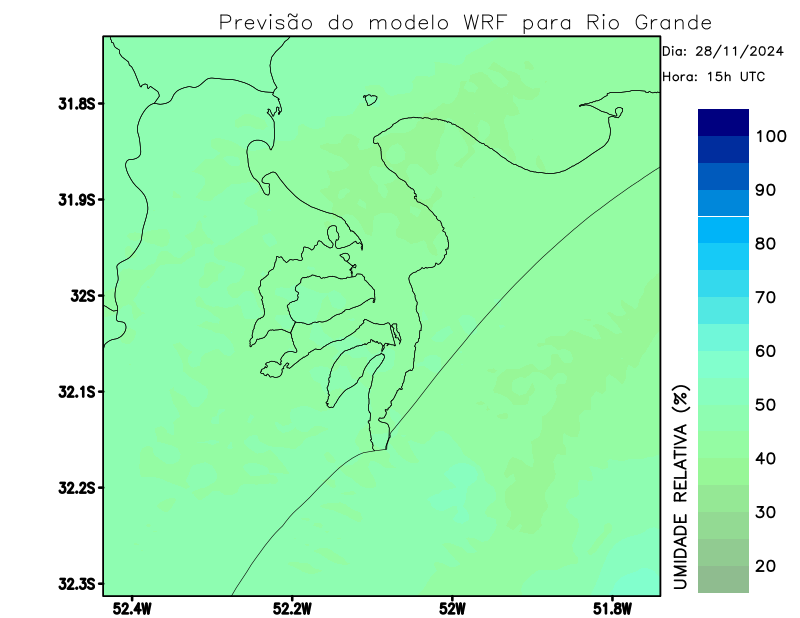 Previsão do modelo WRF para Rio Grande
Dia: 28/11/2024
Hora: 15h UTC
31.8S
31.9S
32S
32.1S
32.2S
32.3S
52.4W
52.2W
52W
51.8W
UMIDADE RELATIVA (%)
100
90
80
70
60
50
40
30
20